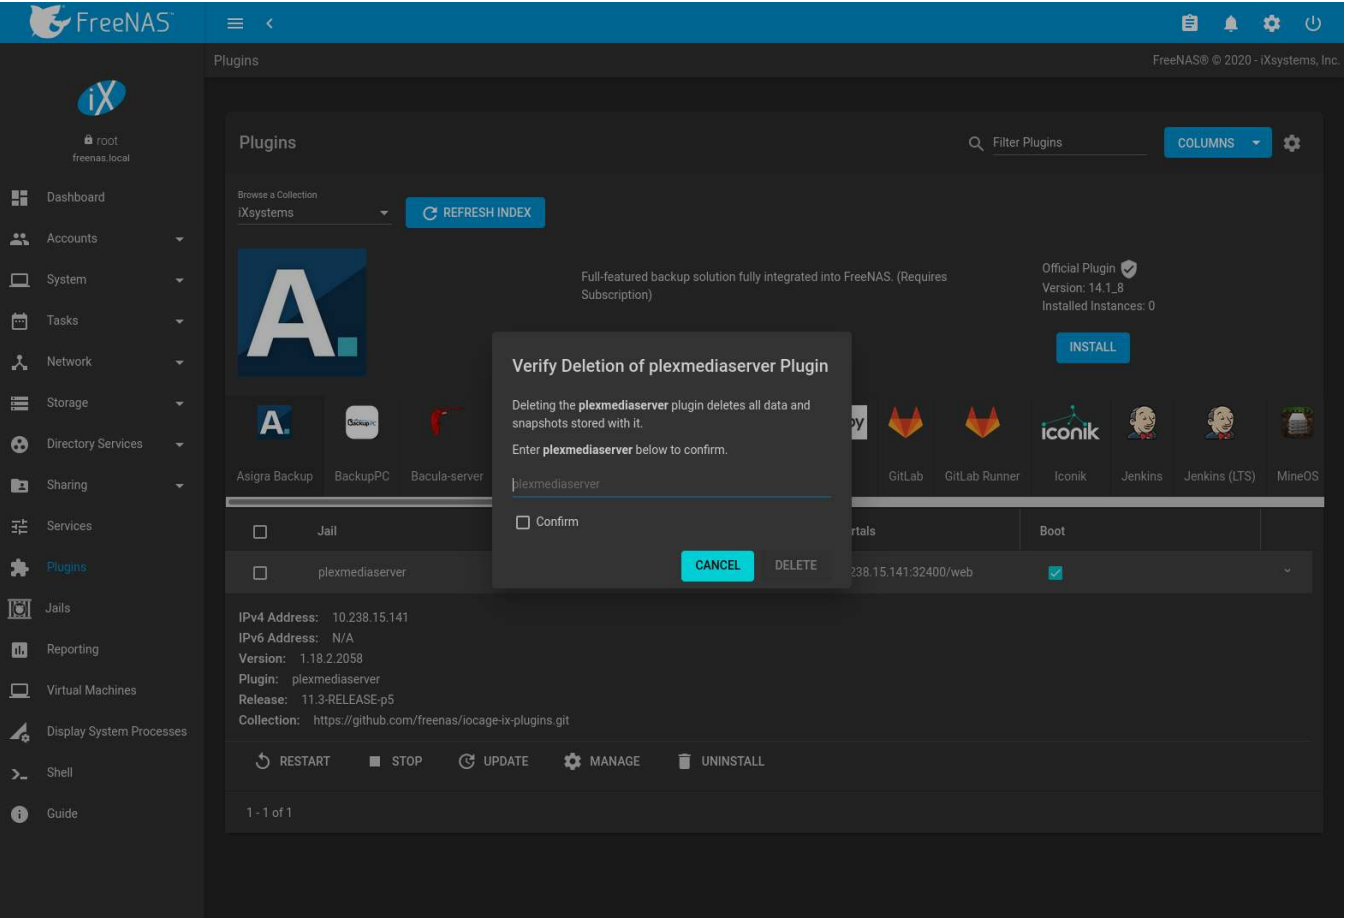 FreeNAS
Plugins
FreeNAS® © 2020 - iXsystems, Inc.
iX
root
freenas.local
Dashboard
Accounts
System
Tasks
Network
Storage
Directory Services
Sharing
Services
Plugins
Jails
Reporting
Virtual Machines
Display System Processes
Shell
Guide
Plugins
Filter Plugins
COLUMNS
Browse a Collection
iXsystems
REFRESH INDEX
A.
Full-featured backup solution fully integrated into FreeNAS. (Requires
Subscription)
Official Plugin
Version: 14.1_8
Installed Instances: 0
INSTALL
Verify Deletion of plexmediaserver Plugin
Deleting the plexmediaserver plugin deletes all data and
snapshots stored with it.
Enter plexmediaserver below to confirm.
plexmediaserver
Confirm
CANCEL
DELETE
A.
BackupPC
py
iconik
Asigra Backup
BackupPC
Bacula-server
GitLab
GitLab Runner
Iconik
Jenkins
Jenkins (LTS)
MineOS
Jail
rtals
Boot
plexmediaserver
238.15.141:32400/web
IPv4 Address: 10.238.15.141
IPv6 Address: N/A
Version: 1.18.2.2058
Plugin: plexmediaserver
Release: 11.3-RELEASE-p5
Collection: https://github.com/freenas/iocage-ix-plugins.git
RESTART
STOP
UPDATE
MANAGE
UNINSTALL
1 - 1 of 1